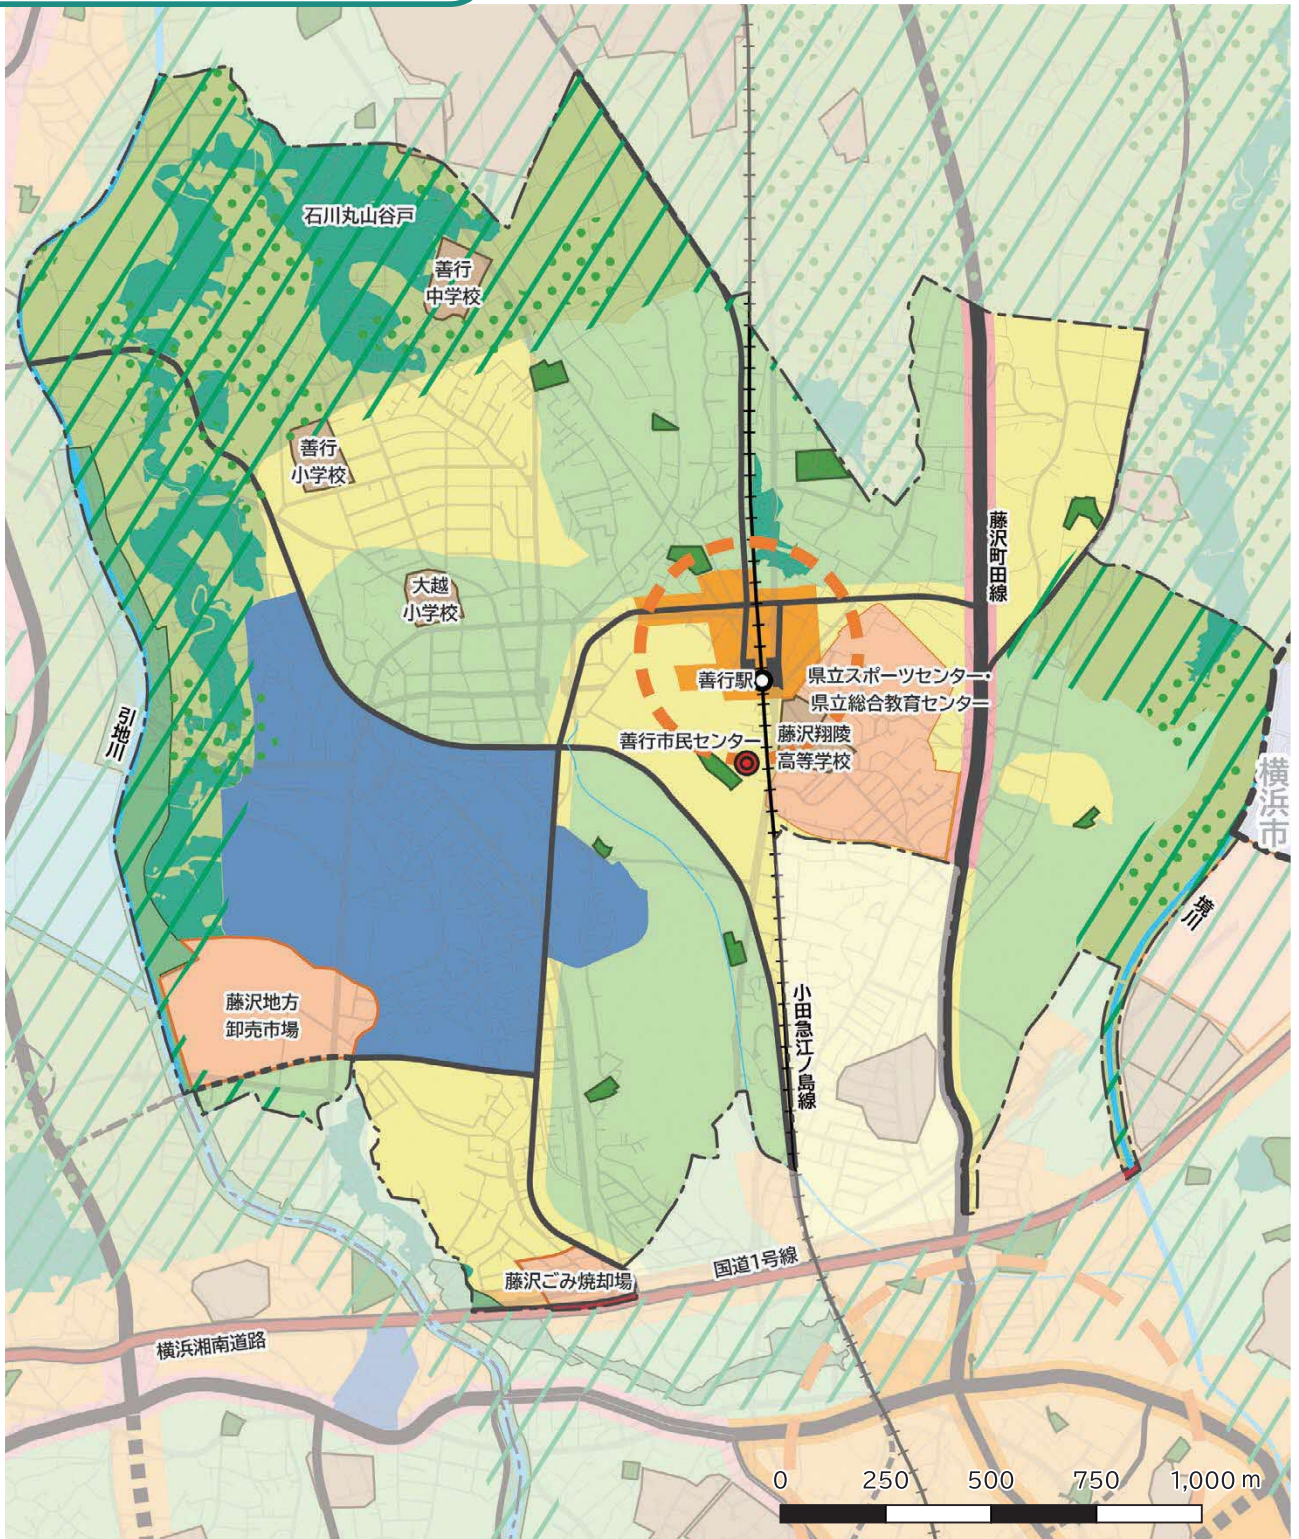 石川丸山谷戸
善行
中学校
善行
小学校
藤沢町田線
大越
小学校
善行駅
県立スポーツセンター・
県立総合教育センター
引地川
善行市民センター
藤沢翔陵
高等学校
横浜市
境川
藤沢地方
卸売市場
小田急江ノ島線
国道1号線
藤沢ごみ焼却場
横浜湘南道路
0 250 500 750 1,000 m